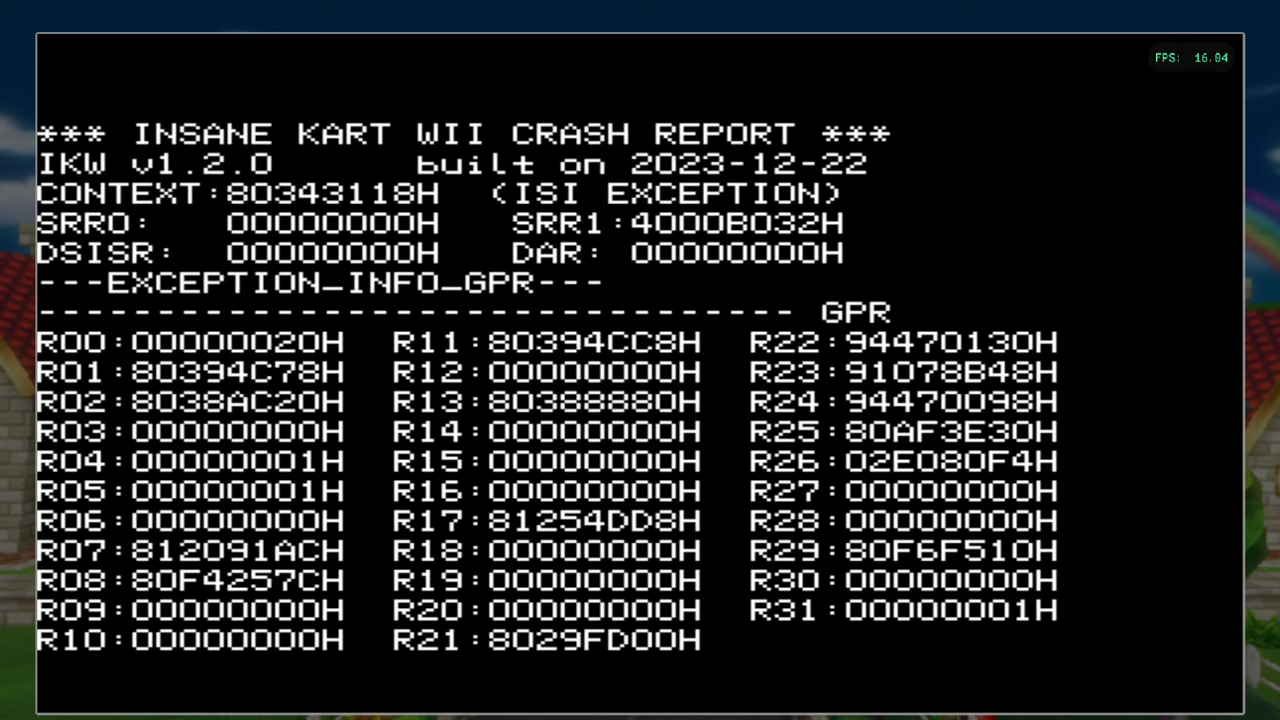 FPS: 16.04
*** INSANE KART WII CRASH REPORT ***
IKW v1.2.0      built on 2023-12-22
CONTEXT:80343118H  (ISI EXCEPTION)
SRR0:   00000000H   SRR1:4000B032H
DSISR:  00000000H   DAR: 00000000H
---EXCEPTION_INFO_GPR---
-------------------------------- GPR
R00:00000020H  R11:80394CC8H  R22:94470130H
R01:80394C78H  R12:00000000H  R23:91078B48H
R02:8038AC20H  R13:80388880H  R24:94470098H
R03:00000000H  R14:00000000H  R25:80AF3E30H
R04:00000001H  R15:00000000H  R26:02E080F4H
R05:00000001H  R16:00000000H  R27:00000000H
R06:00000000H  R17:81254DD8H  R28:00000000H
R07:812091ACH  R18:00000000H  R29:80F6F510H
R08:80F4257CH  R19:00000000H  R30:00000000H
R09:00000000H  R20:00000000H  R31:00000001H
R10:00000000H  R21:8029FD00H